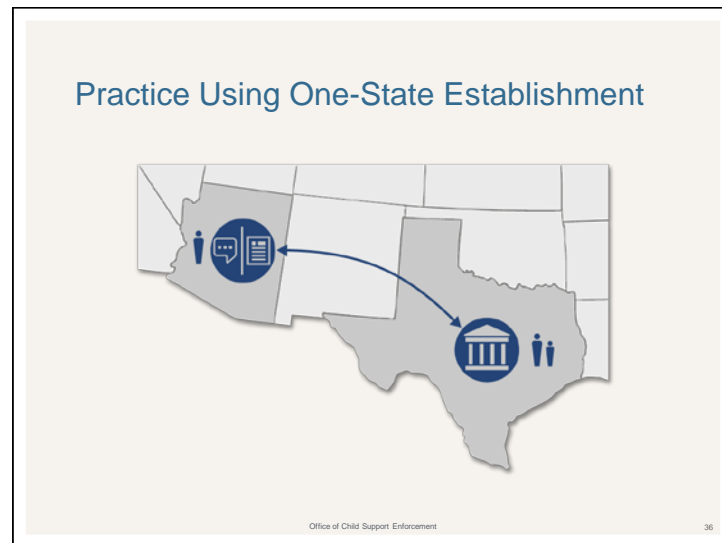 Practice Using One-State Establishment
Office of Child Support Enforcement
36